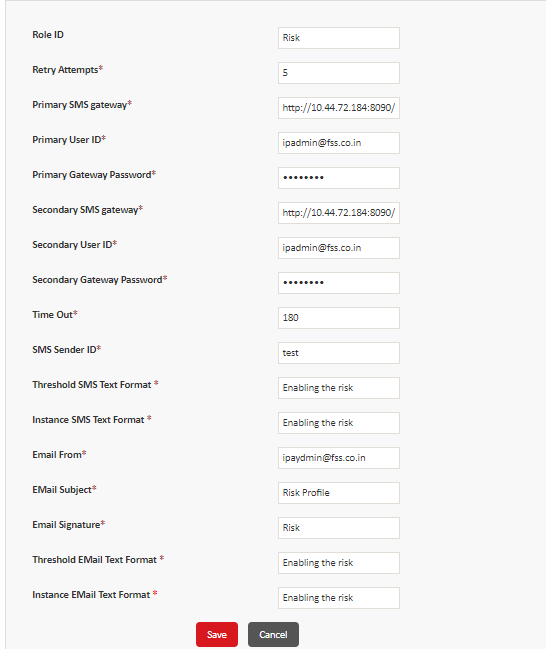 Role ID Risk
Retry Attempts* 5
Primary SMS gateway* http://10.44.72.184:8090/
Primary User ID* ipadmin@fss.co.in
Primary Gateway Password* ••••••••
Secondary SMS gateway* http://10.44.72.184:8090/
Secondary User ID* ipadmin@fss.co.in
Secondary Gateway Password* ••••••••
Time Out* 180
SMS Sender ID* test
Threshold SMS Text Format * Enabling the risk
Instance SMS Text Format * Enabling the risk
Email From* ipaydmin@fss.co.in
EMail Subject* Risk Profile
Email Signature* Risk
Threshold EMail Text Format * Enabling the risk
Instance EMail Text Format * Enabling the risk
Save Cancel